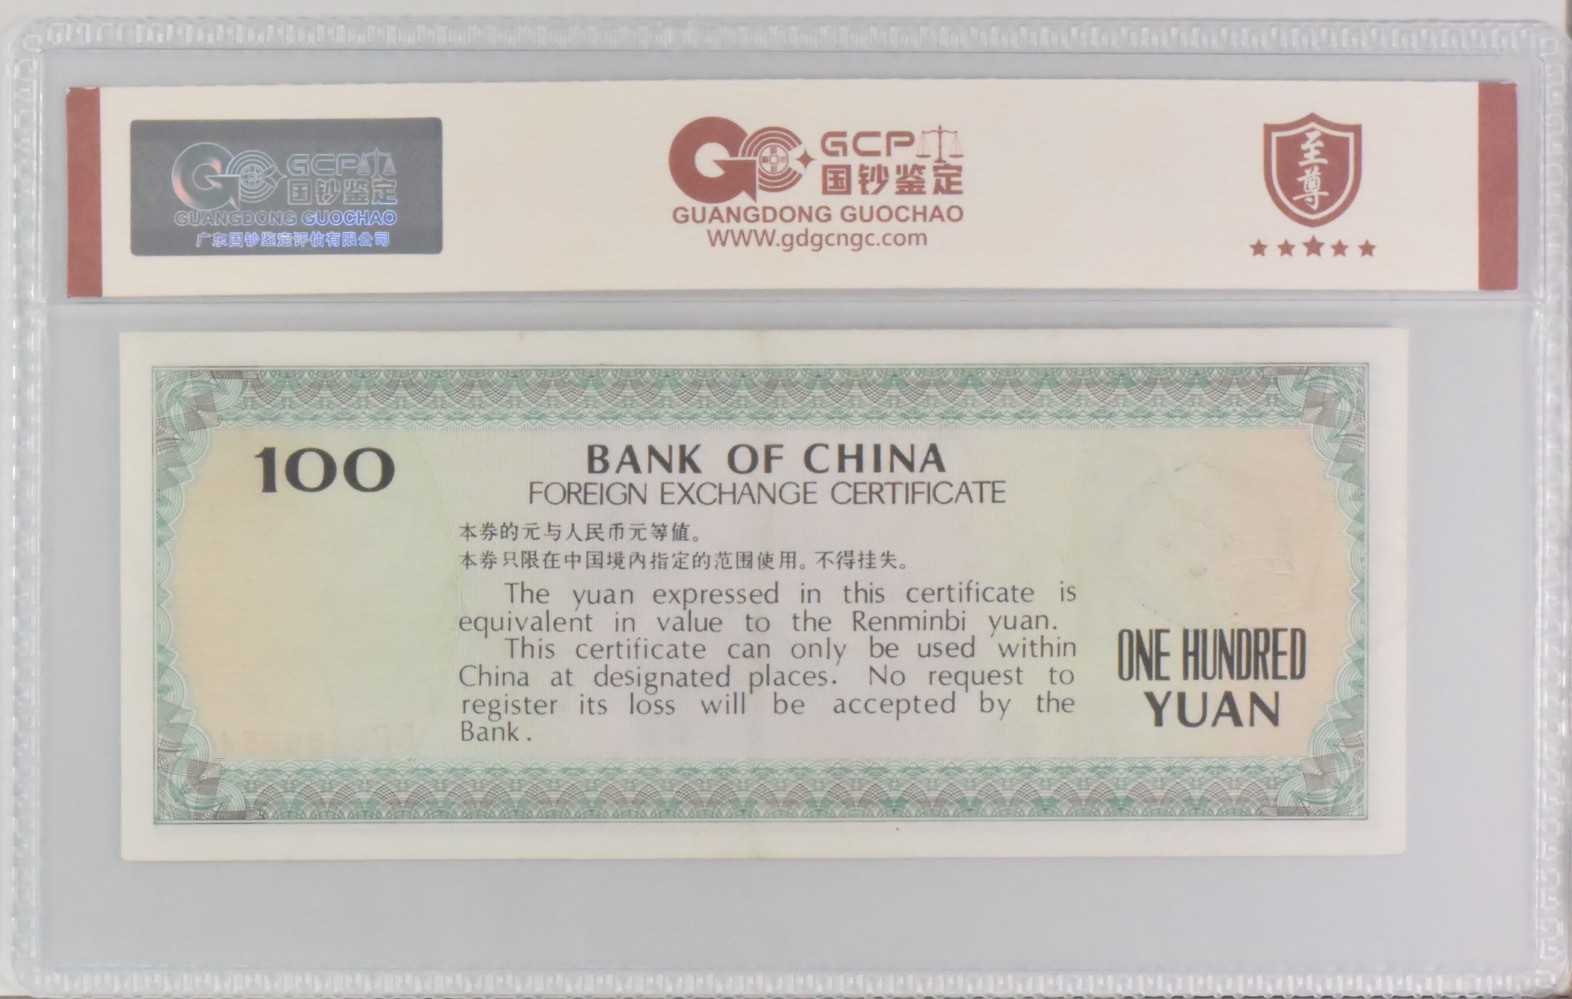 GCP
国钞鉴定
GUANGDONG GUOCHAO
广东国钞鉴定评估有限公司
GCP
国钞鉴定
GUANGDONG GUOCHAO
WWW.gdgcngc.com
至尊
100
BANK OF CHINA
FOREIGN EXCHANGE CERTIFICATE
本券的元与人民币元等值。
本券只限在中国境内指定的范围使用。不得挂失。
The yuan expressed in this certificate is
equivalent in value to the Renminbi yuan.
This certificate can only be used within
China at designated places. No request to
register its loss will be accepted by the
Bank.
ONE HUNDRED
YUAN